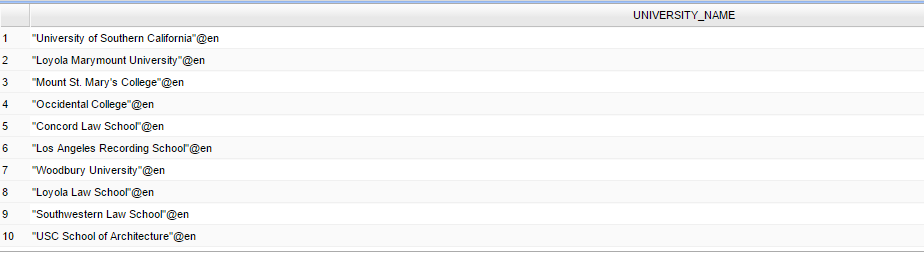 UNIVERSITY_NAME
1 "University of Southern California"@en
2 "Loyola Marymount University"@en
3 "Mount St. Mary's College"@en
4 "Occidental College"@en
5 "Concord Law School"@en
6 "Los Angeles Recording School"@en
7 "Woodbury University"@en
8 "Loyola Law School"@en
9 "Southwestern Law School"@en
10 "USC School of Architecture"@en